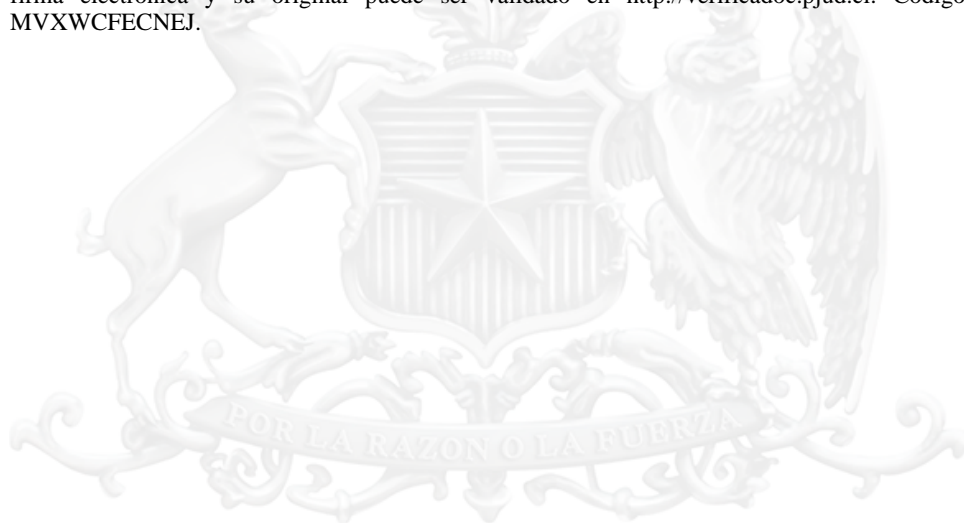 firma electrónica y su original puede ser validado en http://verificadoc.pjud.cl. Código
MVXWCFECNEJ.
POR LA RAZON O LA FUERZA